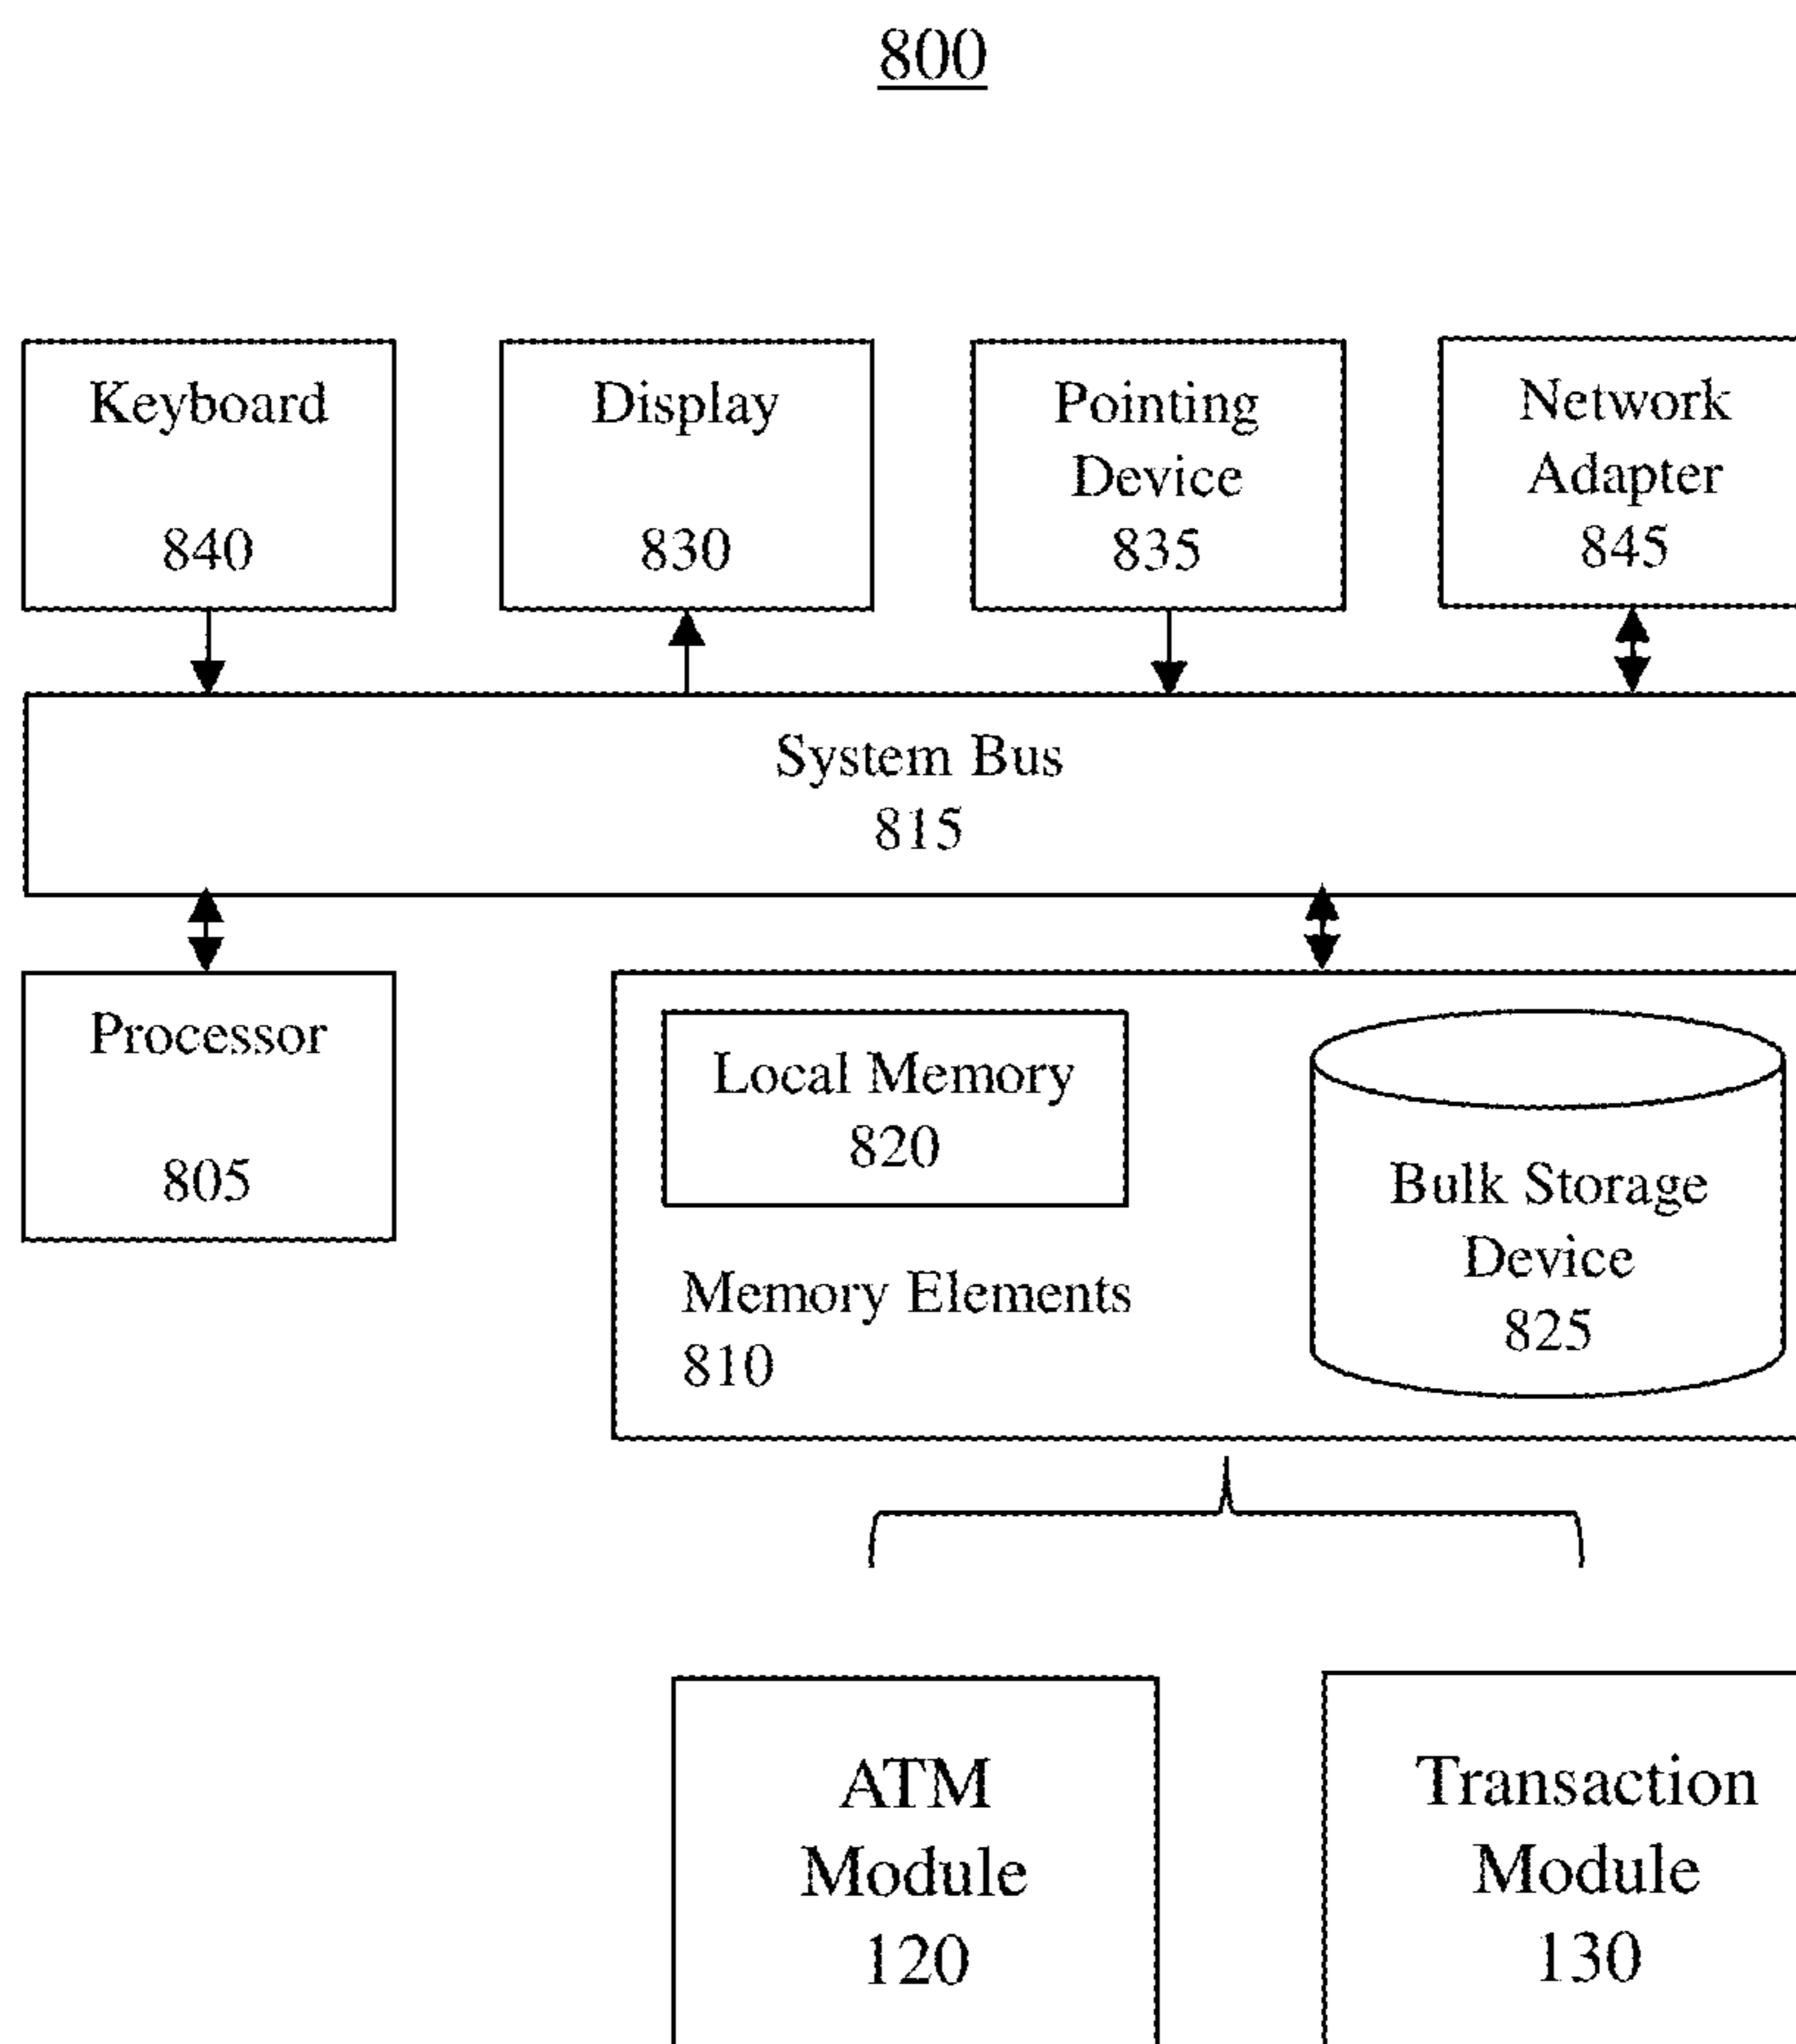 800
Keyboard
840
Display
830
Pointing
Device
835
Network
Adapter
845
System Bus
815
Processor
805
Local Memory
820
Memory Elements
810
Bulk Storage
Device
825
ATM
Module
120
Transaction
Module
130